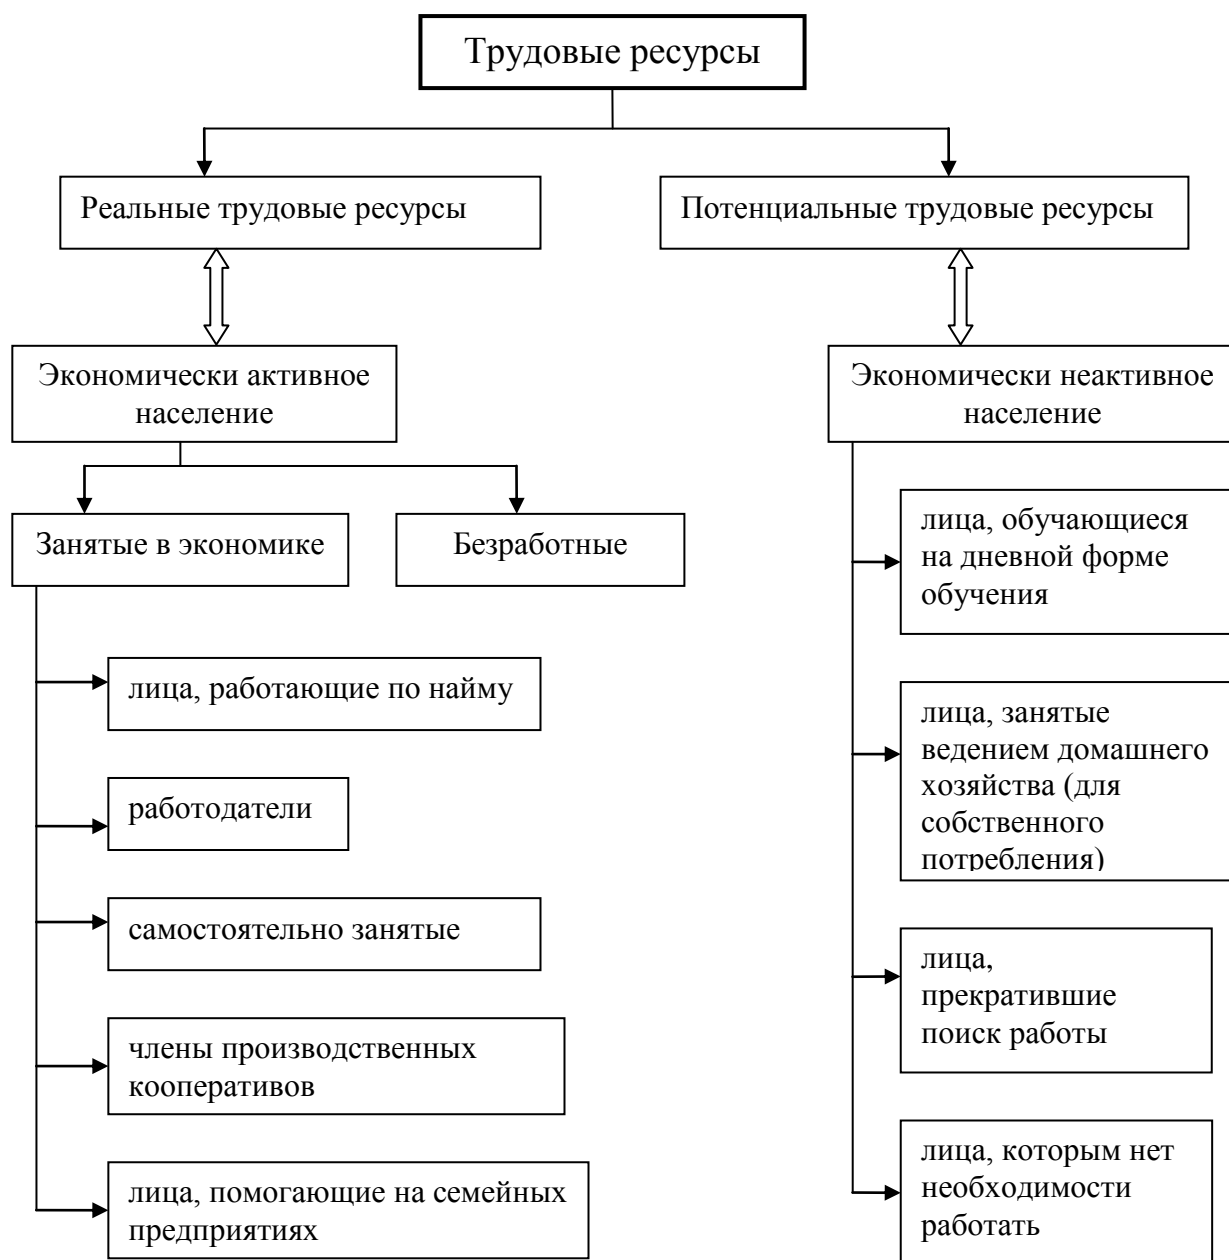 Трудовые ресурсы
Реальные трудовые ресурсы
Потенциальные трудовые ресурсы
Экономически активное
население
Экономически неактивное
население
Занятые в экономике
Безработные
лица, работающие по найму
работодатели
самостоятельно занятые
члены производственных
кооперативов
лица, помогающие на семейных
предприятиях
лица, обучающиеся
на дневной форме
обучения
лица, занятые
ведением домашнего
хозяйства (для
собственного
потребления)
лица,
прекратившие
поиск работы
лица, которым нет
необходимости
работать